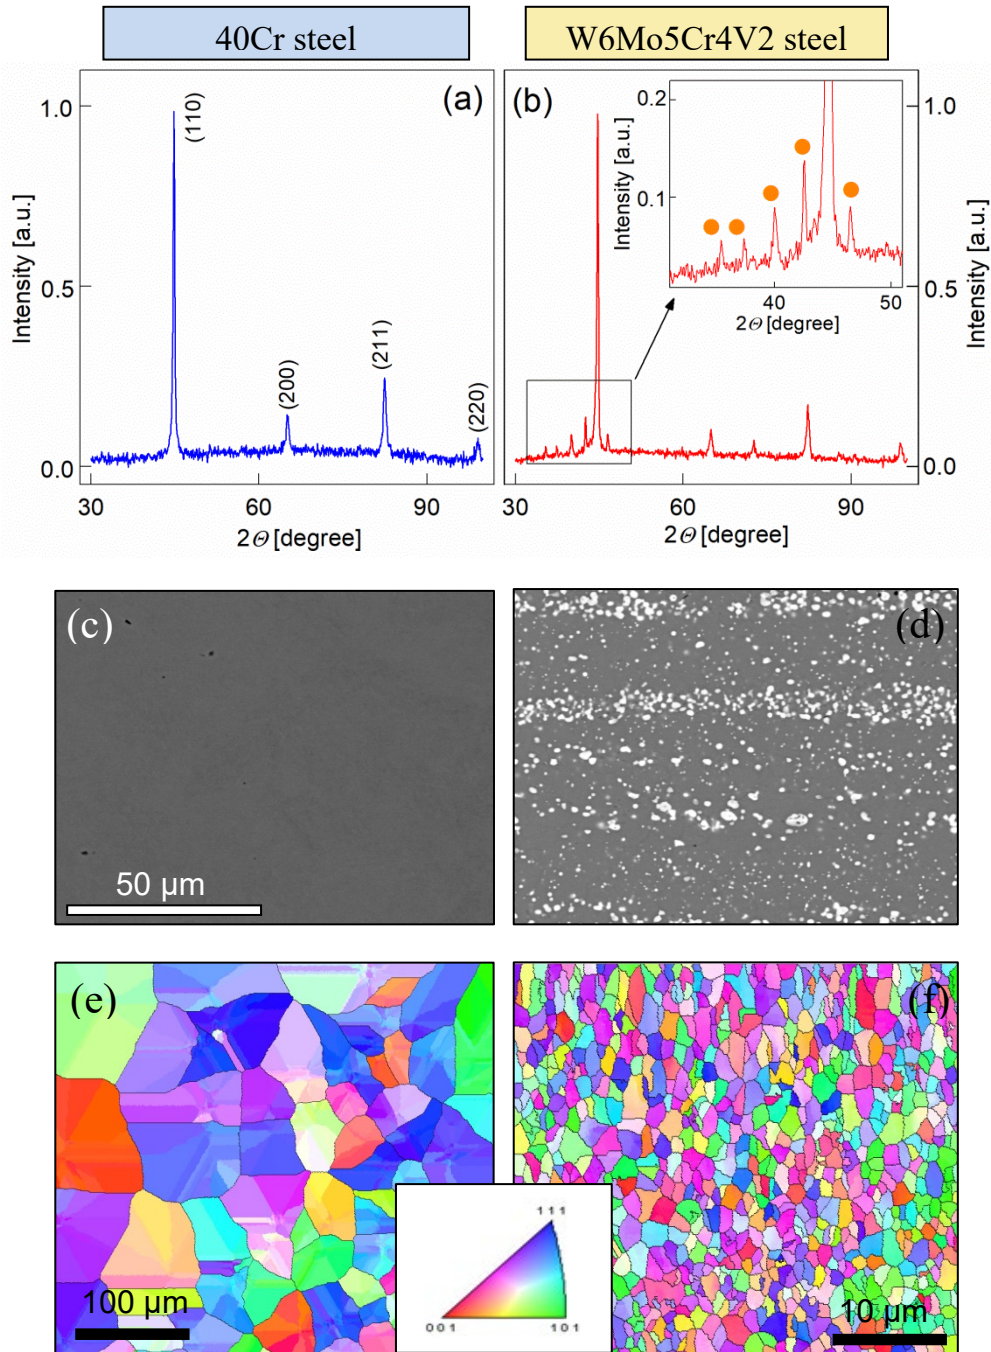 40Cr steel
W6Mo5Cr4V2 steel
(a)
(110)
(200)
(211)
(220)
1.0
0.5
0.0
Intensity [a.u.]
30
60
90
2Θ [degree]
(b)
0.2
0.1
Intensity [a.u.]
40
50
2Θ [degree]
1.0
0.5
0.0
Intensity [a.u.]
30
60
90
2Θ [degree]
(c)
50 µm
(d)
(e)
100 µm
(f)
10 µm
111
001
101